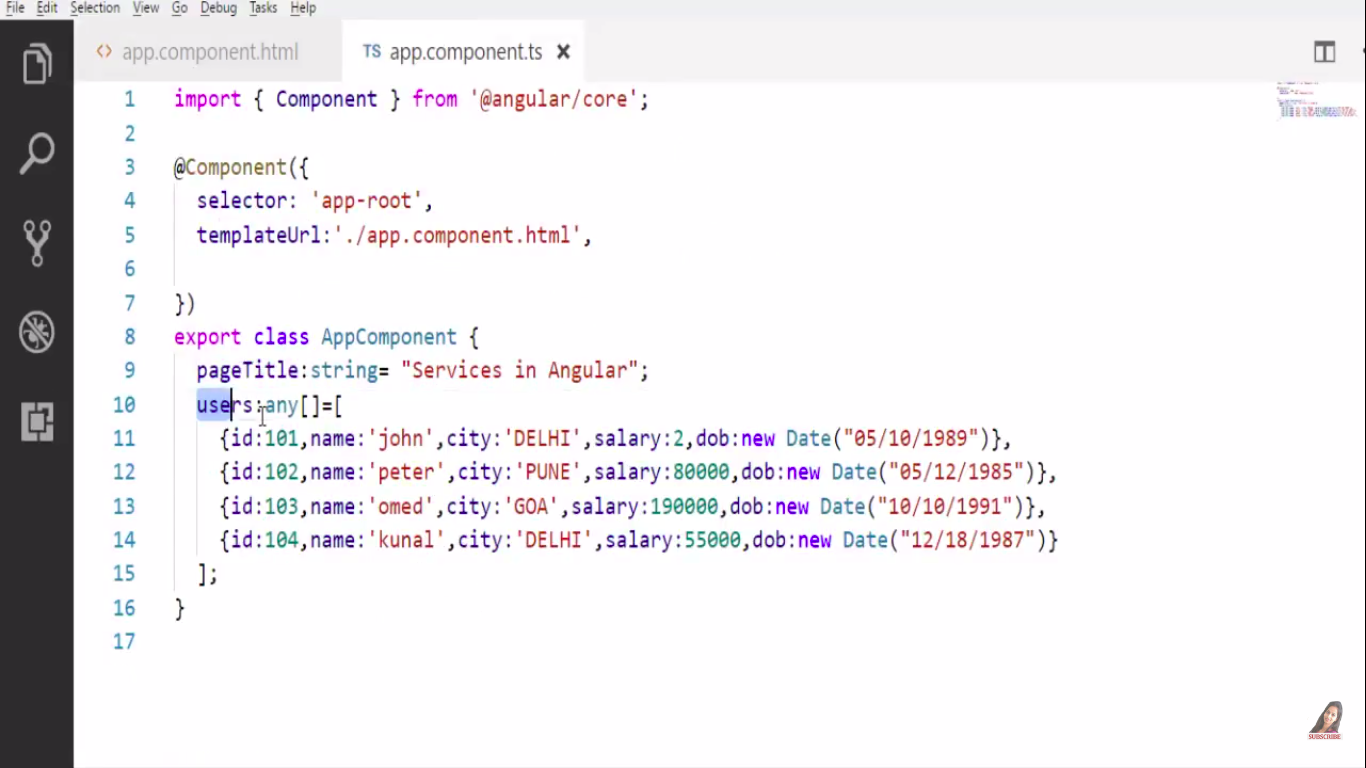 File Edit Selection View Go Debug Tasks Help
<> app.component.html TS app.component.ts ×
1 import { Component } from '@angular/core';
2
3 @Component({
4 selector: 'app-root',
5 templateUrl:'./app.component.html',
6
7 })
8 export class AppComponent {
9 pageTitle:string= "Services in Angular";
10 users:any[]=[
11 {id:101,name:'john',city:'DELHI',salary:2,dob:new Date("05/10/1989")},
12 {id:102,name:'peter',city:'PUNE',salary:80000,dob:new Date("05/12/1985")},
13 {id:103,name:'omed',city:'GOA',salary:190000,dob:new Date("10/10/1991")},
14 {id:104,name:'kunal',city:'DELHI',salary:55000,dob:new Date("12/18/1987")}
15 ];
16 }
17
SUBSCRIBE